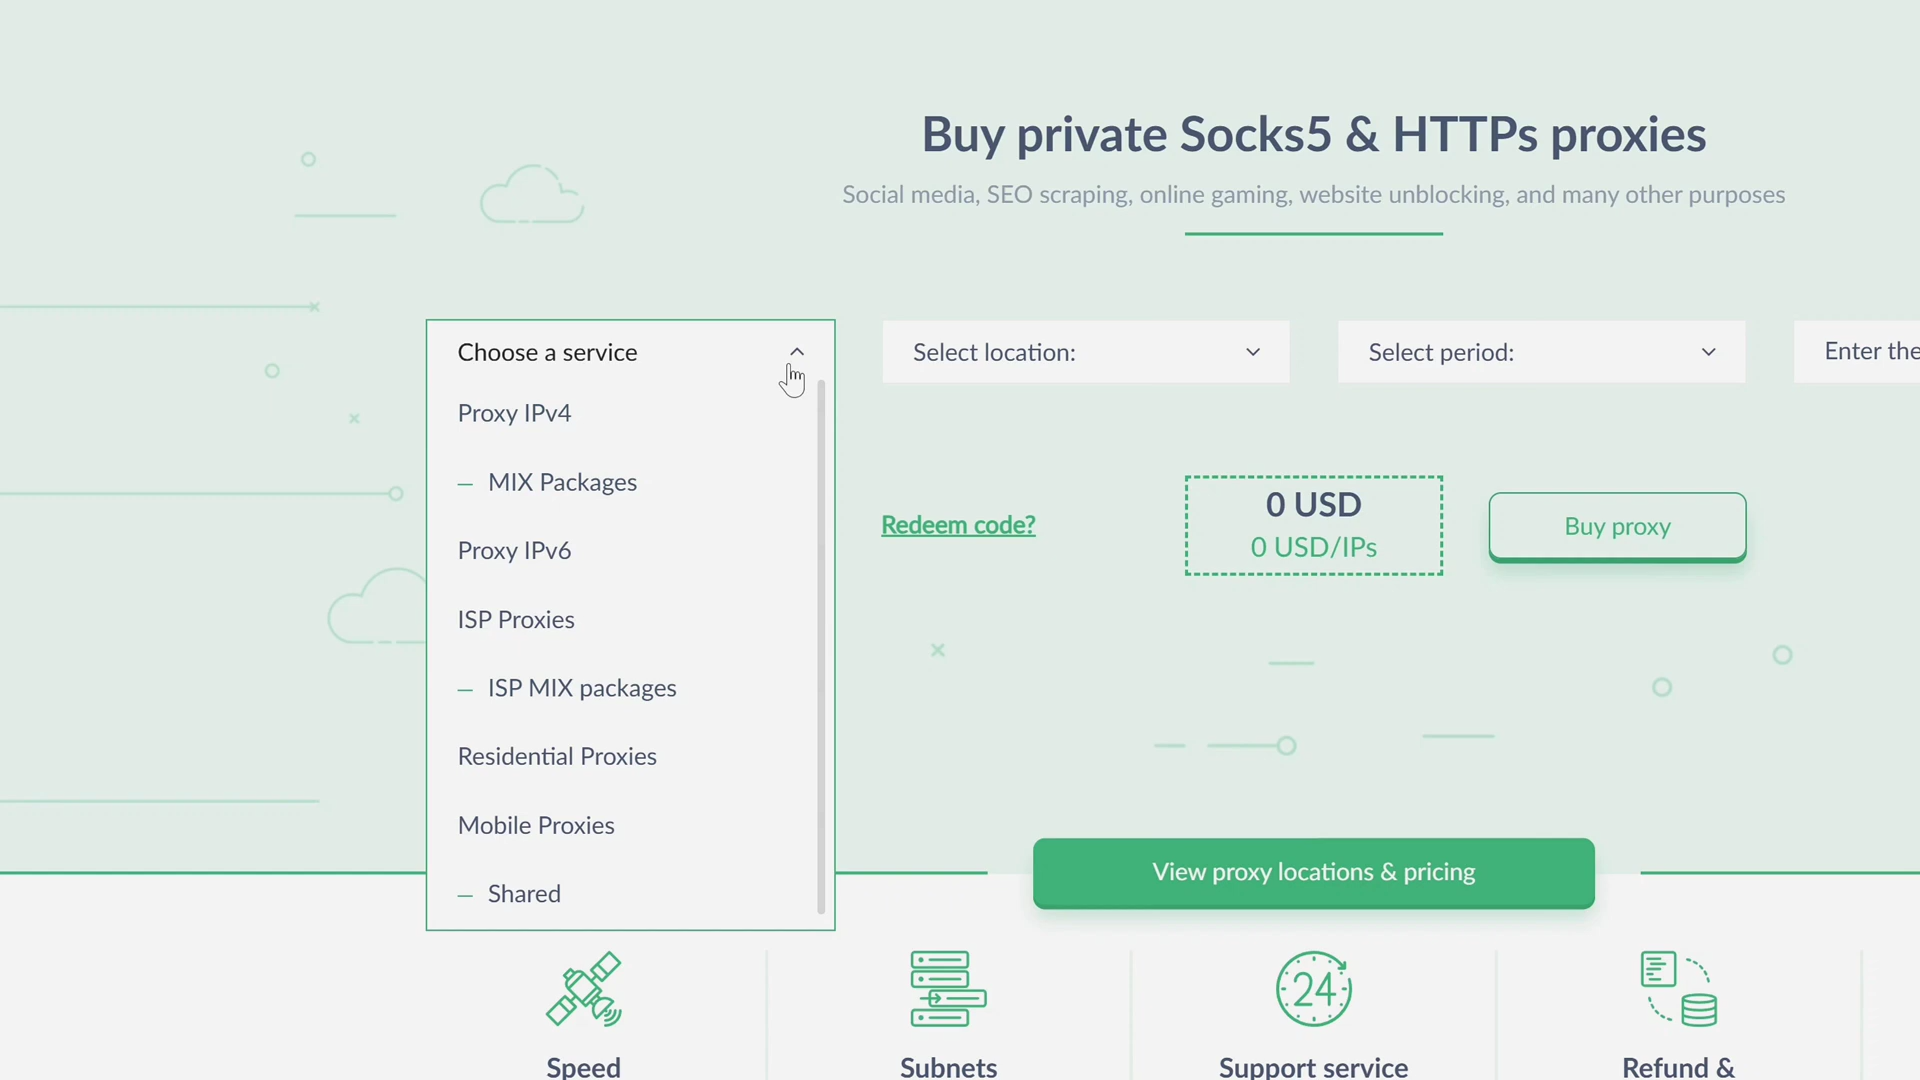 Buy private Socks5 & HTTPs proxies
Social media, SEO scraping, online gaming, website unblocking, and many other purposes
Choose a service
Select location:
Select period:
Enter the
Proxy IPv4
— MIX Packages
Proxy IPv6
ISP Proxies
— ISP MIX packages
Residential Proxies
Mobile Proxies
— Shared
Redeem code?
0 USD
0 USD/IPs
Buy proxy
View proxy locations & pricing
24
Speed
Subnets
Support service
Refund &